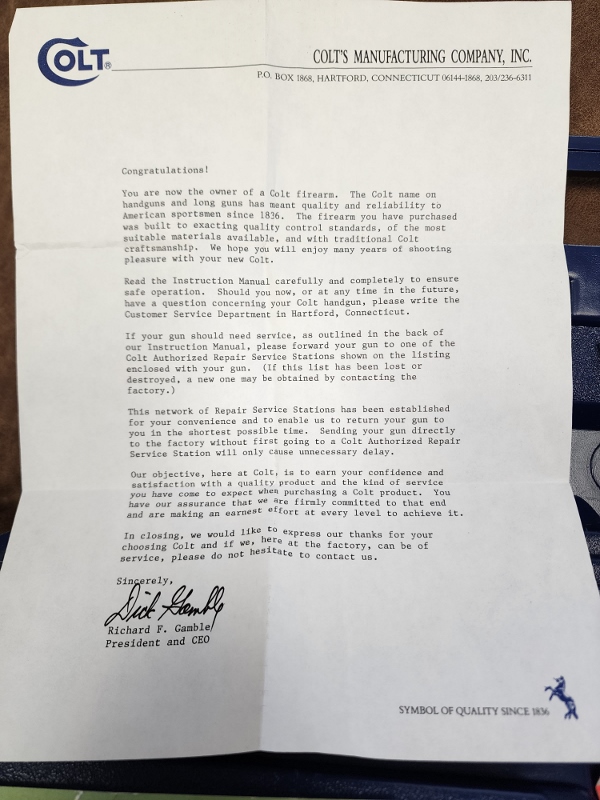 COLT®
COLT'S MANUFACTURING COMPANY, INC.
P.O. BOX 1868, HARTFORD, CONNECTICUT 06144-1868, 203/236-6311
Congratulations!
You are now the owner of a Colt firearm. The Colt name on
handguns and long guns has meant quality and reliability to
American sportsmen since 1836. The firearm you have purchased
was built to exacting quality control standards, of the most
suitable materials available, and with traditional Colt
craftsmanship. We hope you will enjoy many years of shooting
pleasure with your new Colt.
Read the Instruction Manual carefully and completely to ensure
safe operation. Should you now, or at any time in the future,
have a question concerning your Colt handgun, please write the
Customer Service Department in Hartford, Connecticut.
If your gun should need service, as outlined in the back of
our Instruction Manual, please forward your gun to one of the
Colt Authorized Repair Service Stations shown on the listing
enclosed with your gun. (If this list has been lost or
destroyed, a new one may be obtained by contacting the
factory.)
This network of Repair Service Stations has been established
for your convenience and to enable us to return your gun to
you in the shortest possible time. Sending your gun directly
to the factory without first going to a Colt Authorized Repair
Service Station will only cause unnecessary delay.
Our objective, here at Colt, is to earn your confidence and
satisfaction with a quality product and the kind of service
you have come to expect when purchasing a Colt product. You
have our assurance that we are firmly committed to that end
and are making an earnest effort at every level to achieve it.
In closing, we would like to express our thanks for your
choosing Colt and if we, here at the factory, can be of
service, please do not hesitate to contact us.
Sincerely,
Dick Gamble
Richard F. Gamble
President and CEO
SYMBOL OF QUALITY SINCE 1836